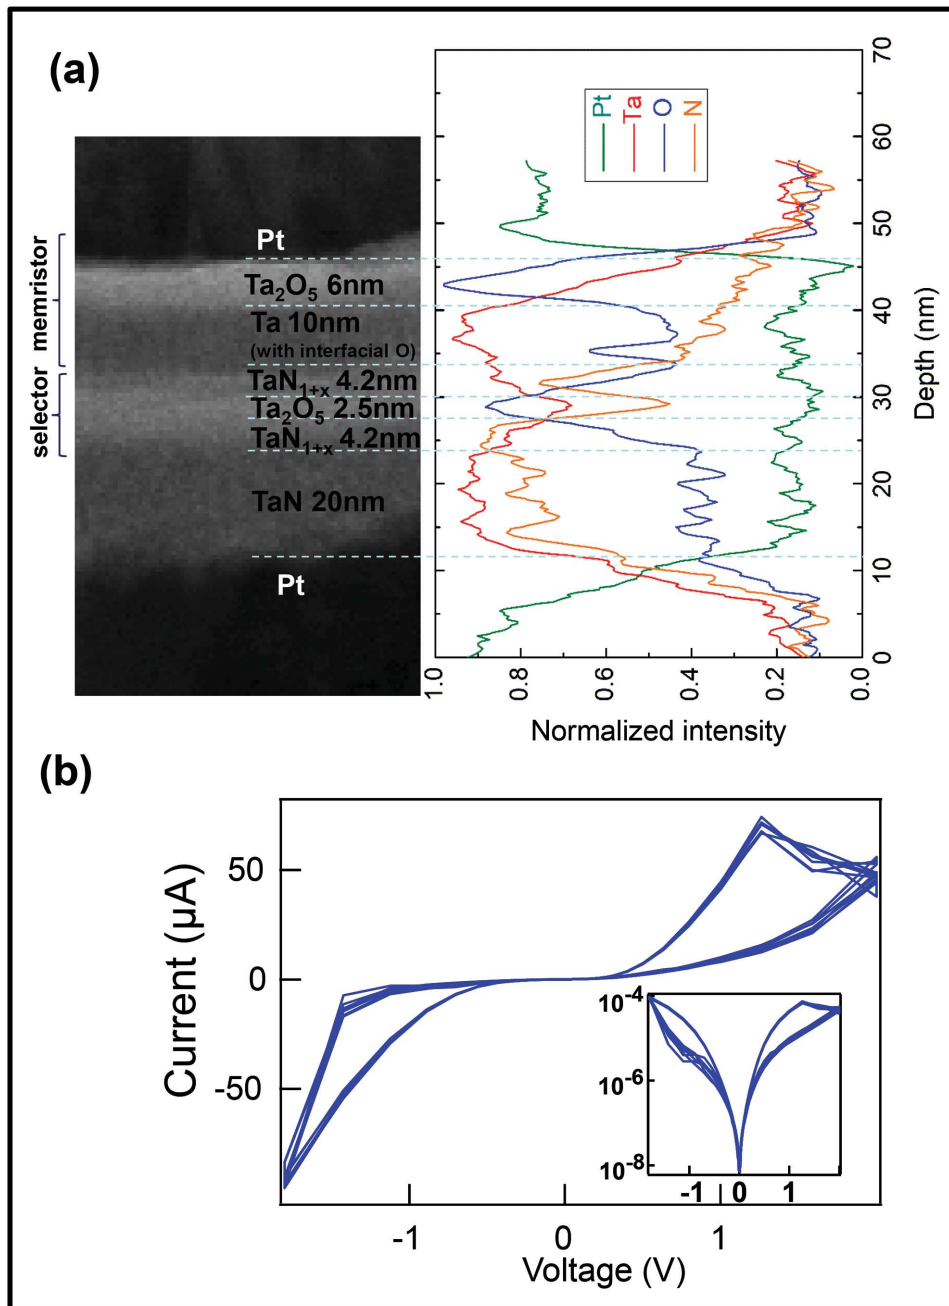 (a)
Pt
Ta₂O₅ 6nm
Ta 10nm
(with interfacial O)
TaN₁₊ₓ 4.2nm
Ta₂O₅ 2.5nm
TaN₁₊ₓ 4.2nm
TaN 20nm
Pt
memristor
selector
Pt
Ta
O
N
70
60
50
40
30
20
10
0
Depth (nm)
1.0
0.8
0.6
0.4
0.2
0.0
Normalized intensity
(b)
Current (µA)
50
0
-50
-1
0
1
Voltage (V)
10⁻⁴
10⁻⁶
10⁻⁸
-1
0
1